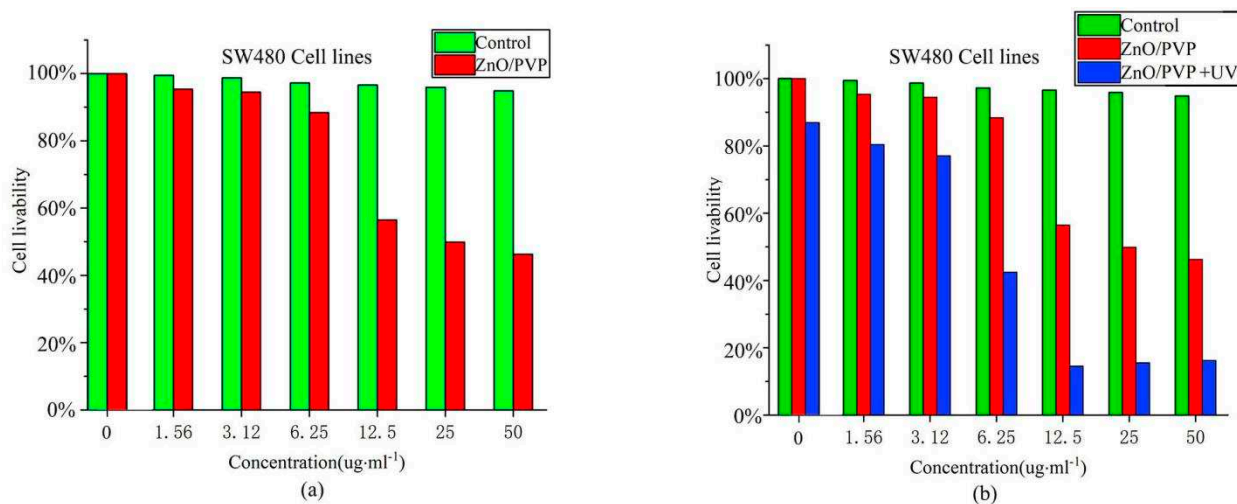 SW480 Cell lines
Control
ZnO/PVP
100%
80%
60%
40%
20%
0%
Cell livability
0 1.56 3.12 6.25 12.5 25 50
Concentration(ug·ml⁻¹)
(a)
SW480 Cell lines
Control
ZnO/PVP
ZnO/PVP +UV
100%
80%
60%
40%
20%
0%
Cell livability
0 1.56 3.12 6.25 12.5 25 50
Concentration(ug·ml⁻¹)
(b)